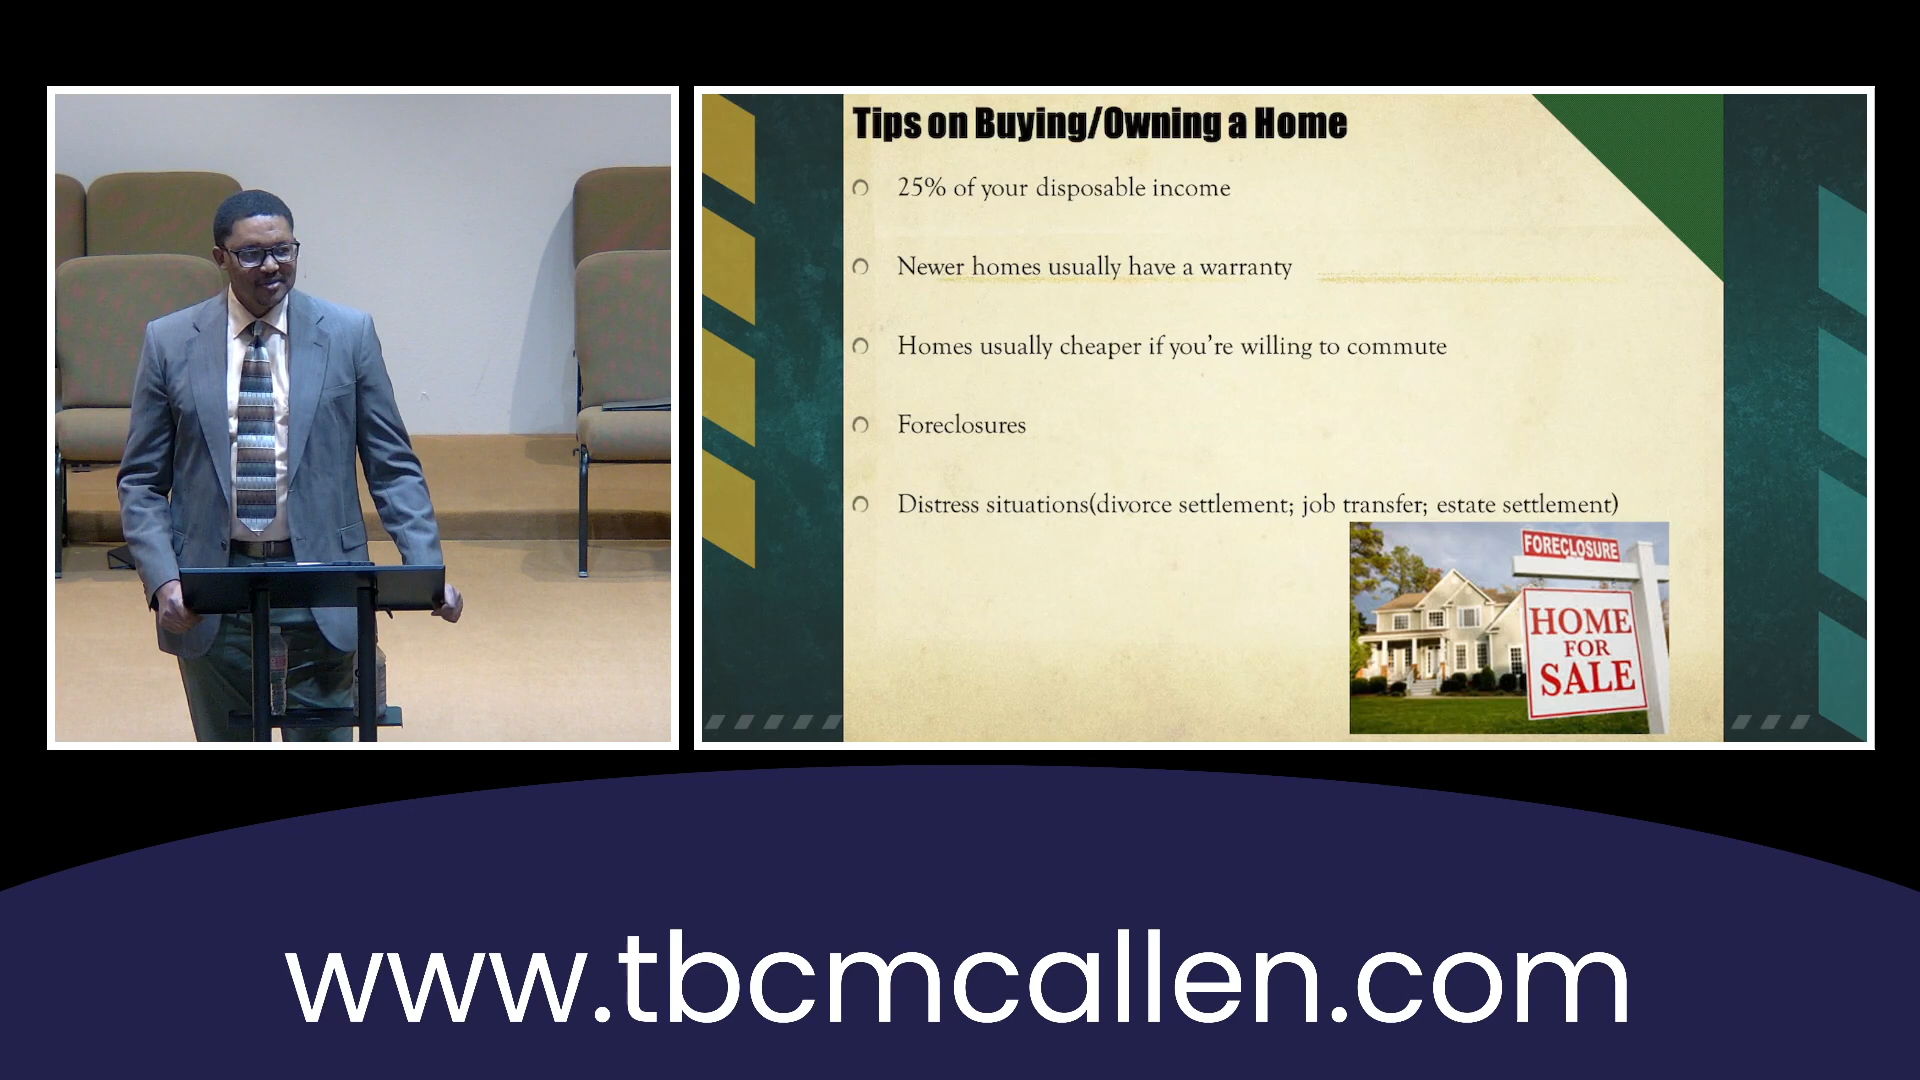 Tips on Buying/Owning a Home
25% of your disposable income
Newer homes usually have a warranty
Homes usually cheaper if you're willing to commute
Foreclosures
Distress situations(divorce settlement; job transfer; estate settlement)
FORECLOSURE
HOME
FOR
SALE
www.tbcmcallen.com